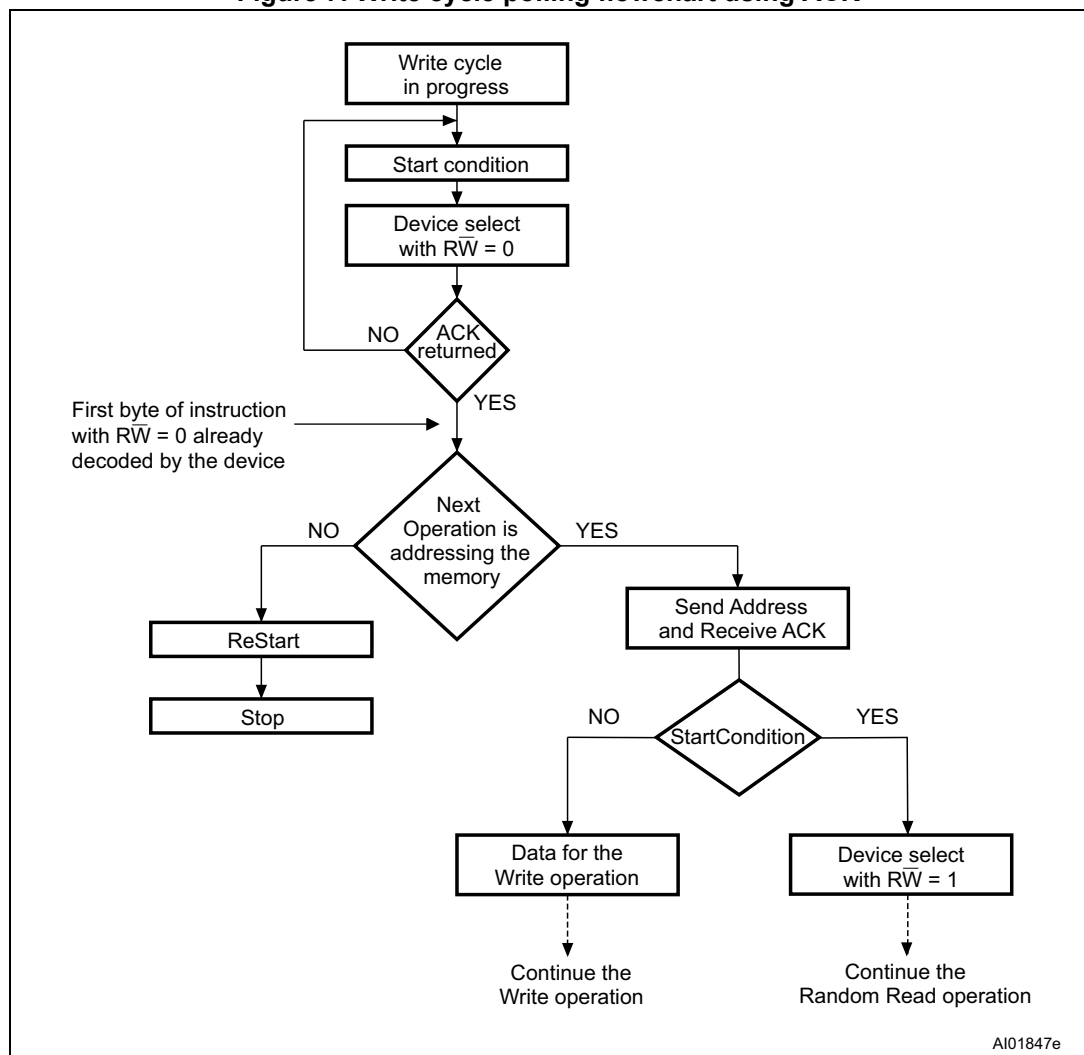 Write cycle
in progress
Start condition
Device select
with RW̅ = 0
NO
ACK
returned
YES
First byte of instruction
with RW̅ = 0 already
decoded by the device
NO
Next
Operation is
addressing the
memory
YES
Send Address
and Receive ACK
ReStart
Stop
NO
StartCondition
YES
Data for the
Write operation
Device select
with RW̅ = 1
Continue the
Write operation
Continue the
Random Read operation
AI01847e